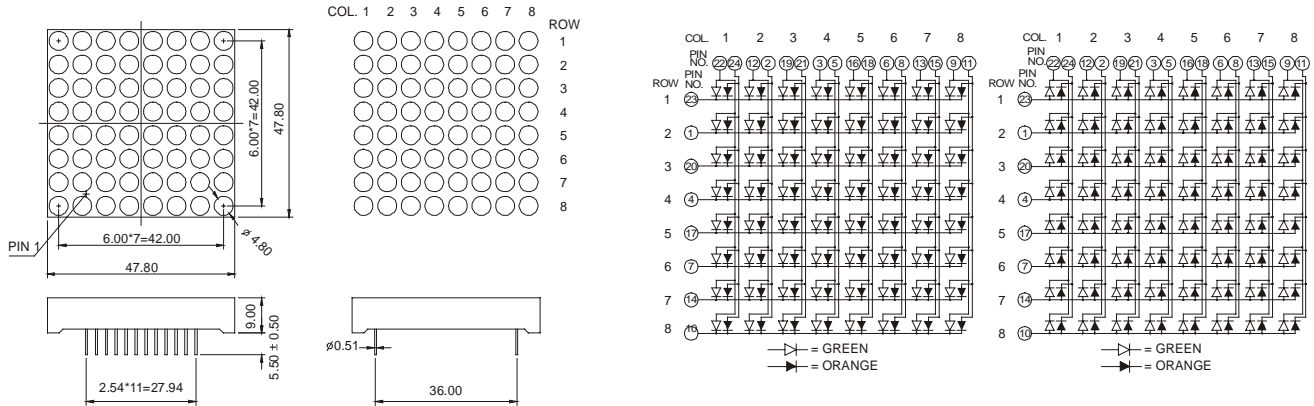 6.00*7=42.00
47.80
PIN 1
6.00*7=42.00
ø 4.80
47.80
9.00
5.50 ± 0.50
2.54*11=27.94
COL. 1 2 3 4 5 6 7 8
ROW
1
2
3
4
5
6
7
8
ø0.51
36.00
COL. 1 2 3 4 5 6 7 8
PIN NO. 22 24 12 2 19 21 3 5 16 18 6 8 13 15 9 11
PIN
ROW NO.
1 23
2 1
3 20
4 4
5 17
6 7
7 14
8 10
= GREEN
= ORANGE
COL. 1 2 3 4 5 6 7 8
PIN NO. 22 24 12 2 19 21 3 5 16 18 6 8 13 15 9 11
PIN
ROW NO.
1 23
2 1
3 20
4 4
5 17
6 7
7 14
8 10
= GREEN
= ORANGE